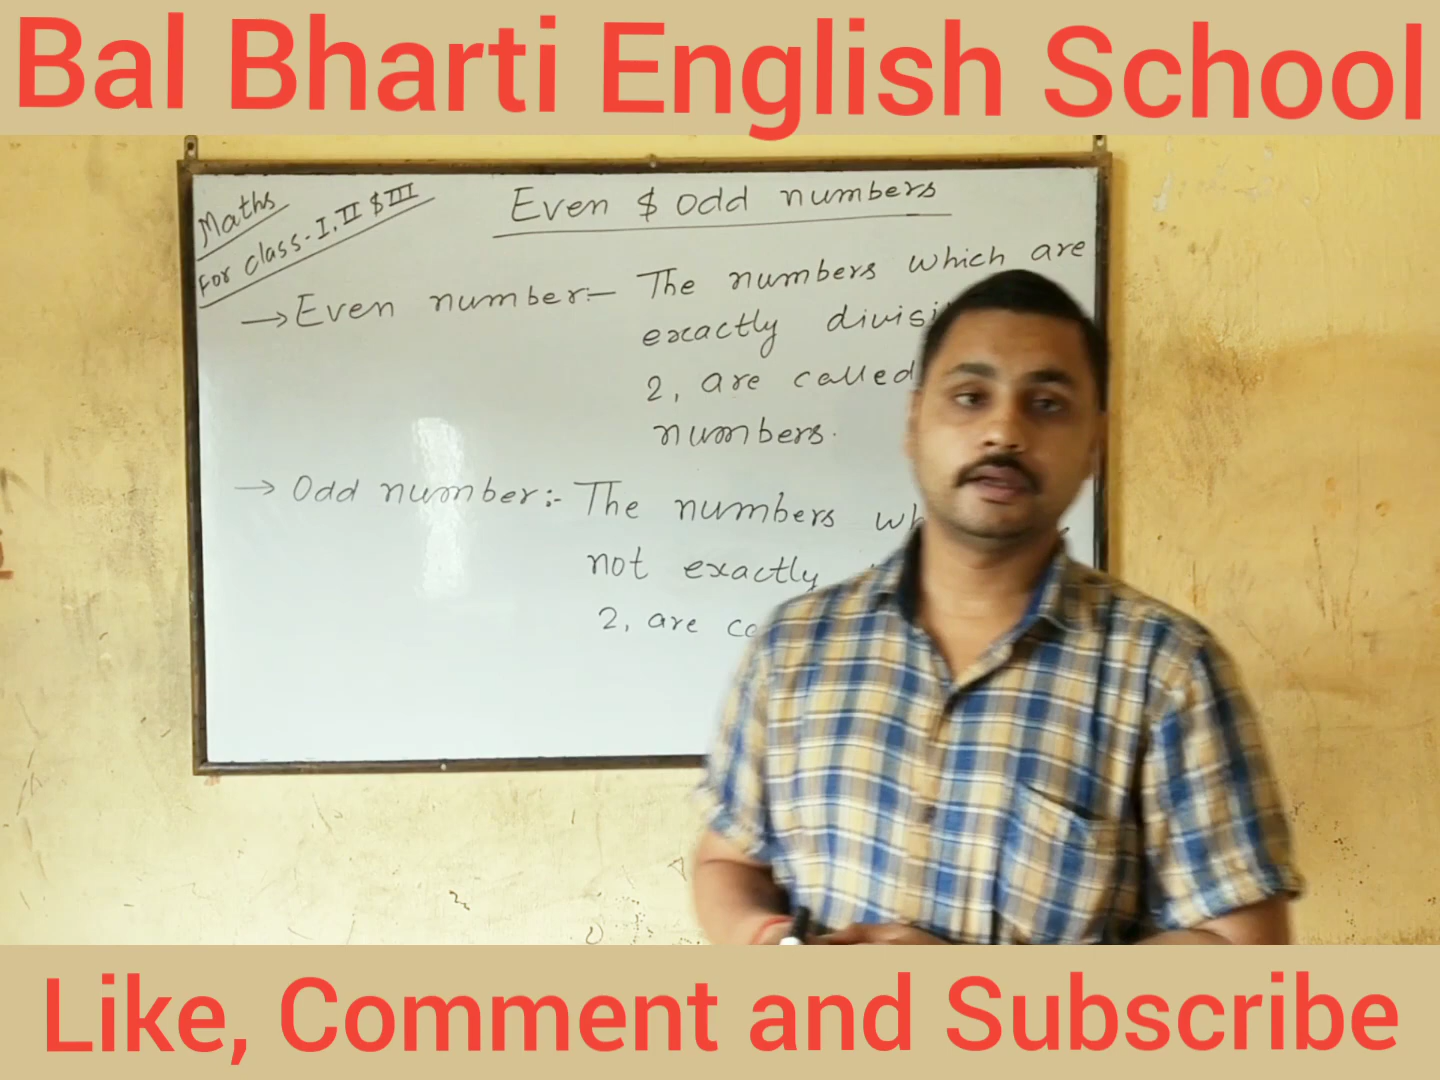 Bal Bharti English School
Maths
For class-I, II & III
Even & odd numbers
→ Even number:- The numbers which are
exactly
2, are called
numbers.
→ Odd number:- The numbers
not exactly
2, are
Like, Comment and Subscribe